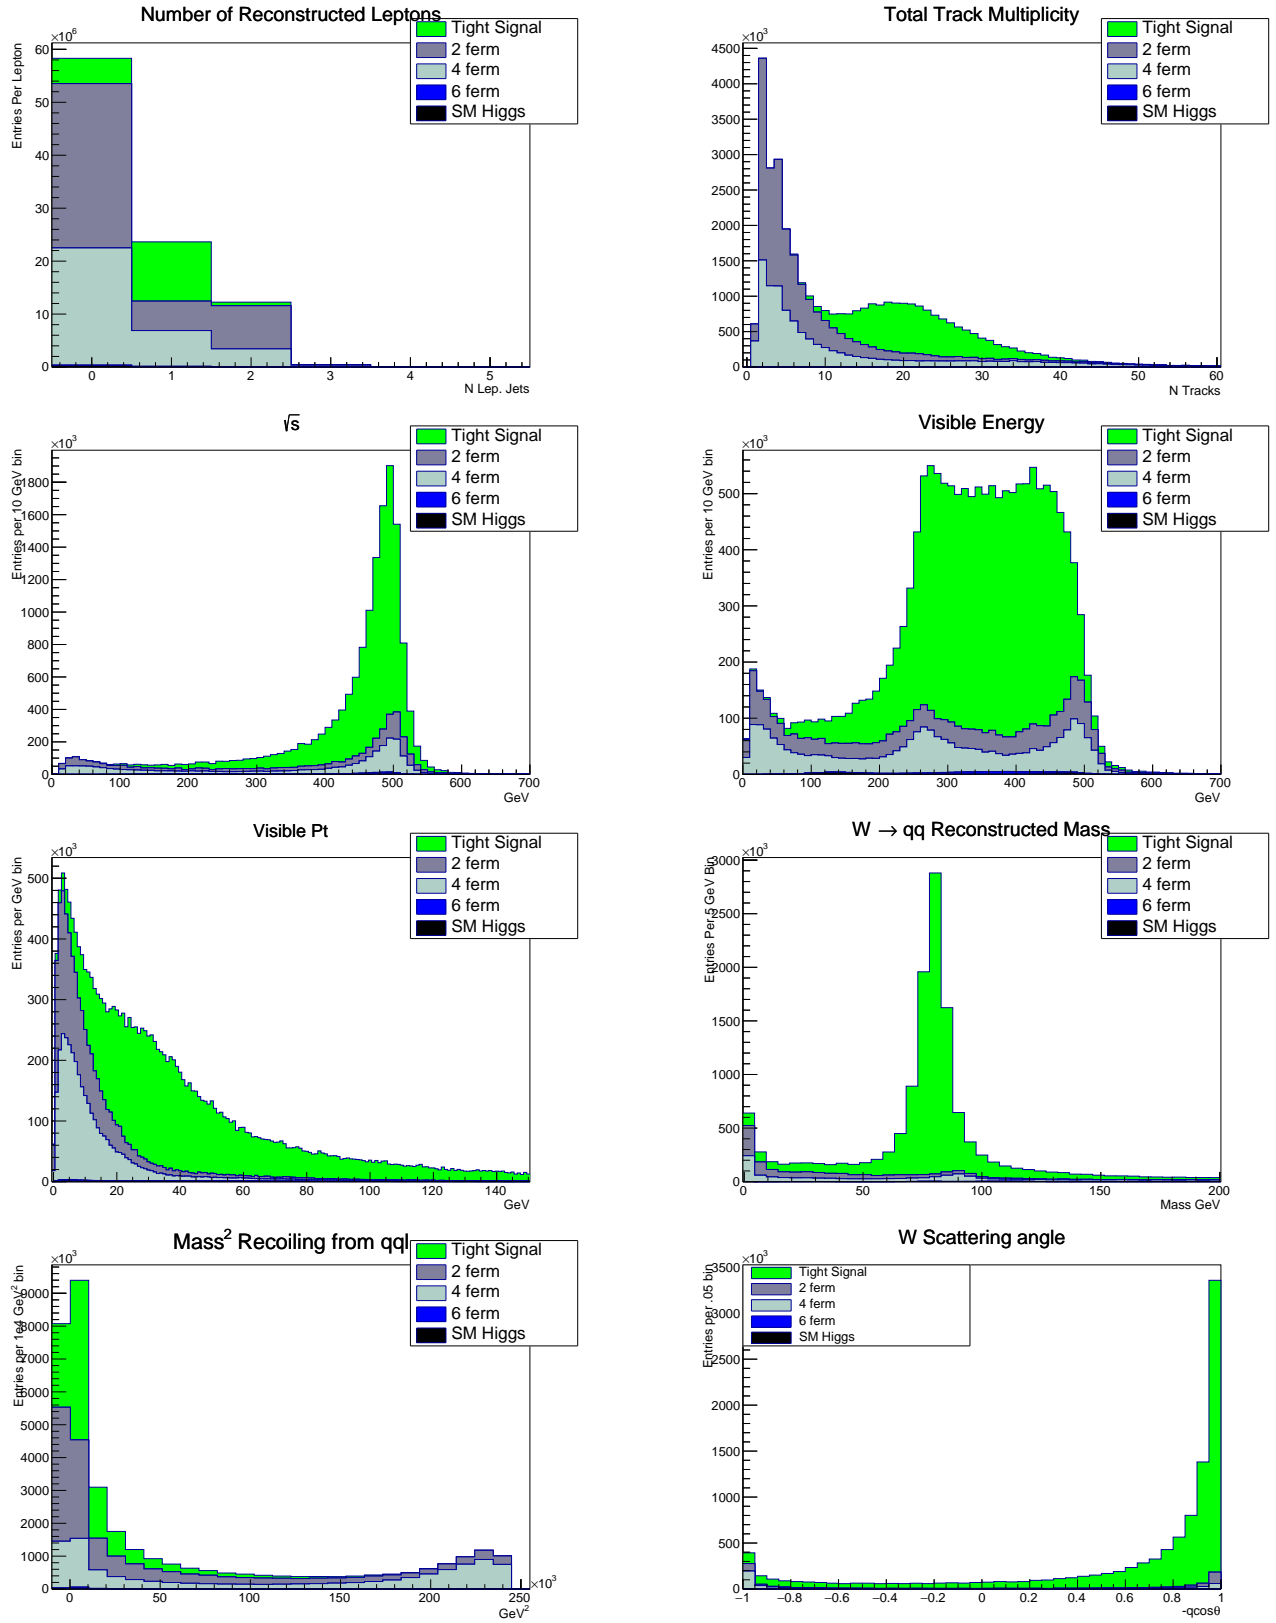 Number of Reconstructed Leptons
×10⁶
Entries Per Lepton
60
50
40
30
20
10
0
0 1 2 3 4 5
N Lep. Jets
Tight Signal
2 ferm
4 ferm
6 ferm
SM Higgs
Total Track Multiplicity
×10³
4500
4000
3500
3000
2500
2000
1500
1000
500
0
0 10 20 30 40 50 60
N Tracks
Tight Signal
2 ferm
4 ferm
6 ferm
SM Higgs
√s
×10³
Entries per 10 GeV bin
1800
1600
1400
1200
1000
800
600
400
200
0
0 100 200 300 400 500 600 700
GeV
Tight Signal
2 ferm
4 ferm
6 ferm
SM Higgs
Visible Energy
×10³
Entries per 10 GeV bin
500
400
300
200
100
0
0 100 200 300 400 500 600 700
GeV
Tight Signal
2 ferm
4 ferm
6 ferm
SM Higgs
Visible Pt
×10³
Entries per GeV bin
500
400
300
200
100
0
0 20 40 60 80 100 120 140
GeV
Tight Signal
2 ferm
4 ferm
6 ferm
SM Higgs
W → qq Reconstructed Mass
×10³
Entries Per 5 GeV Bin
3000
2500
2000
1500
1000
500
0
0 50 100 150 200
Mass GeV
Tight Signal
2 ferm
4 ferm
6 ferm
SM Higgs
Mass² Recoiling from qql
×10³
Entries per 1e4 GeV² bin
9000
8000
7000
6000
5000
4000
3000
2000
1000
0
0 50 100 150 200 250
×10³
GeV²
Tight Signal
2 ferm
4 ferm
6 ferm
SM Higgs
W Scattering angle
×10³
Entries per .05 bin
3500
3000
2500
2000
1500
1000
500
0
−1 −0.8 −0.6 −0.4 −0.2 0 0.2 0.4 0.6 0.8 1
-qcosθ
Tight Signal
2 ferm
4 ferm
6 ferm
SM Higgs